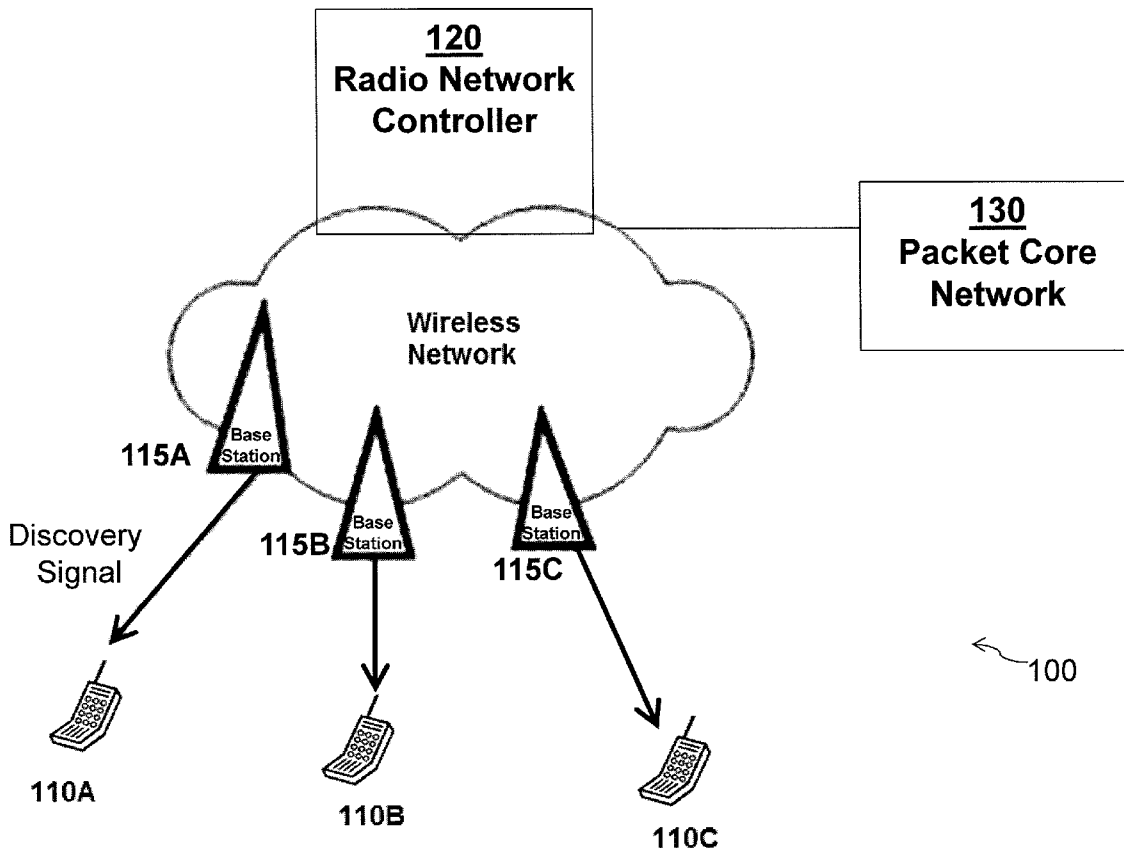 120
Radio Network
Controller
130
Packet Core
Network
Wireless
Network
Base
Station
115A
Base
Station
115B
Base
Station
115C
Discovery
Signal
100
110A
110B
110C